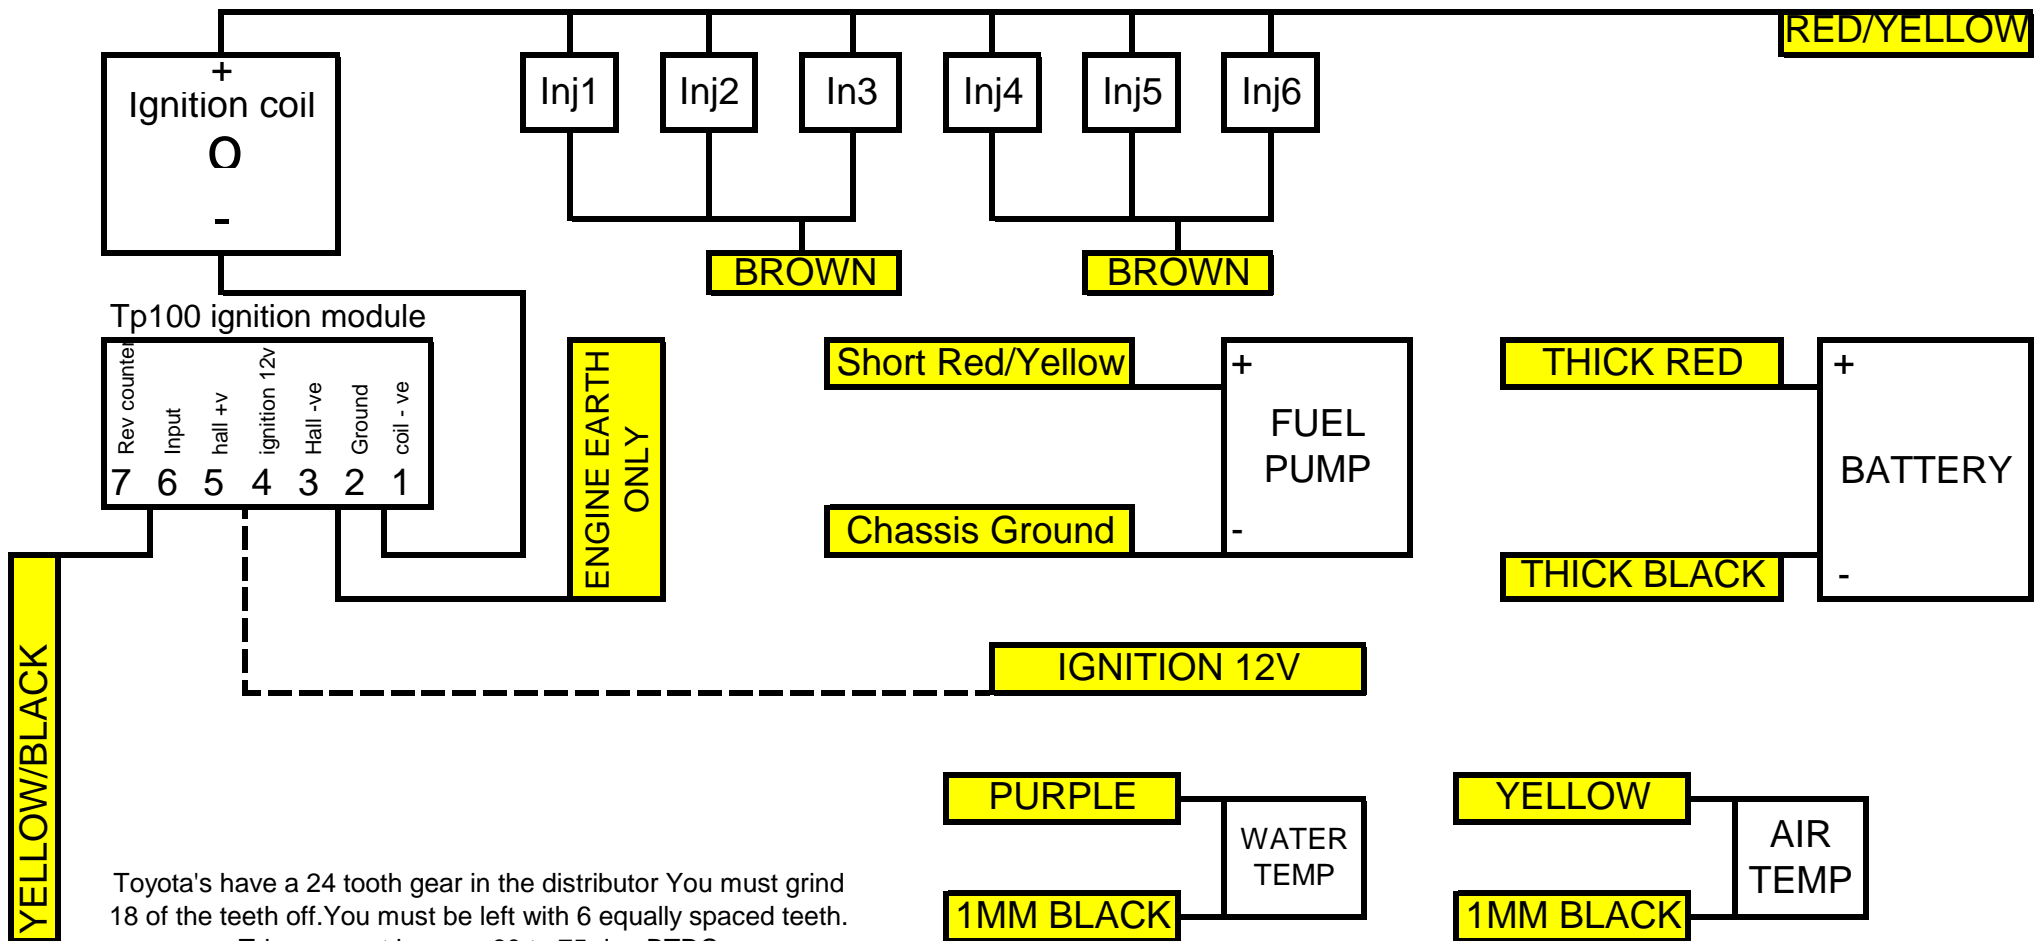 RED/YELLOW
+
Ignition coil
O
-
Inj1
Inj2
In3
Inj4
Inj5
Inj6
BROWN
BROWN
Tp100 ignition module
Rev counter
Input
hall +v
ignition 12v
Hall -ve
Ground
coil - ve
7 6 5 4 3 2 1
ENGINE EARTH
ONLY
Short Red/Yellow
+
FUEL
PUMP
Chassis Ground
-
THICK RED
+
BATTERY
THICK BLACK
-
IGNITION 12V
YELLOW/BLACK
PURPLE
WATER
TEMP
1MM BLACK
YELLOW
AIR
TEMP
1MM BLACK
Toyota's have a 24 tooth gear in the distributor You must grind
18 of the teeth off.You must be left with 6 equally spaced teeth.